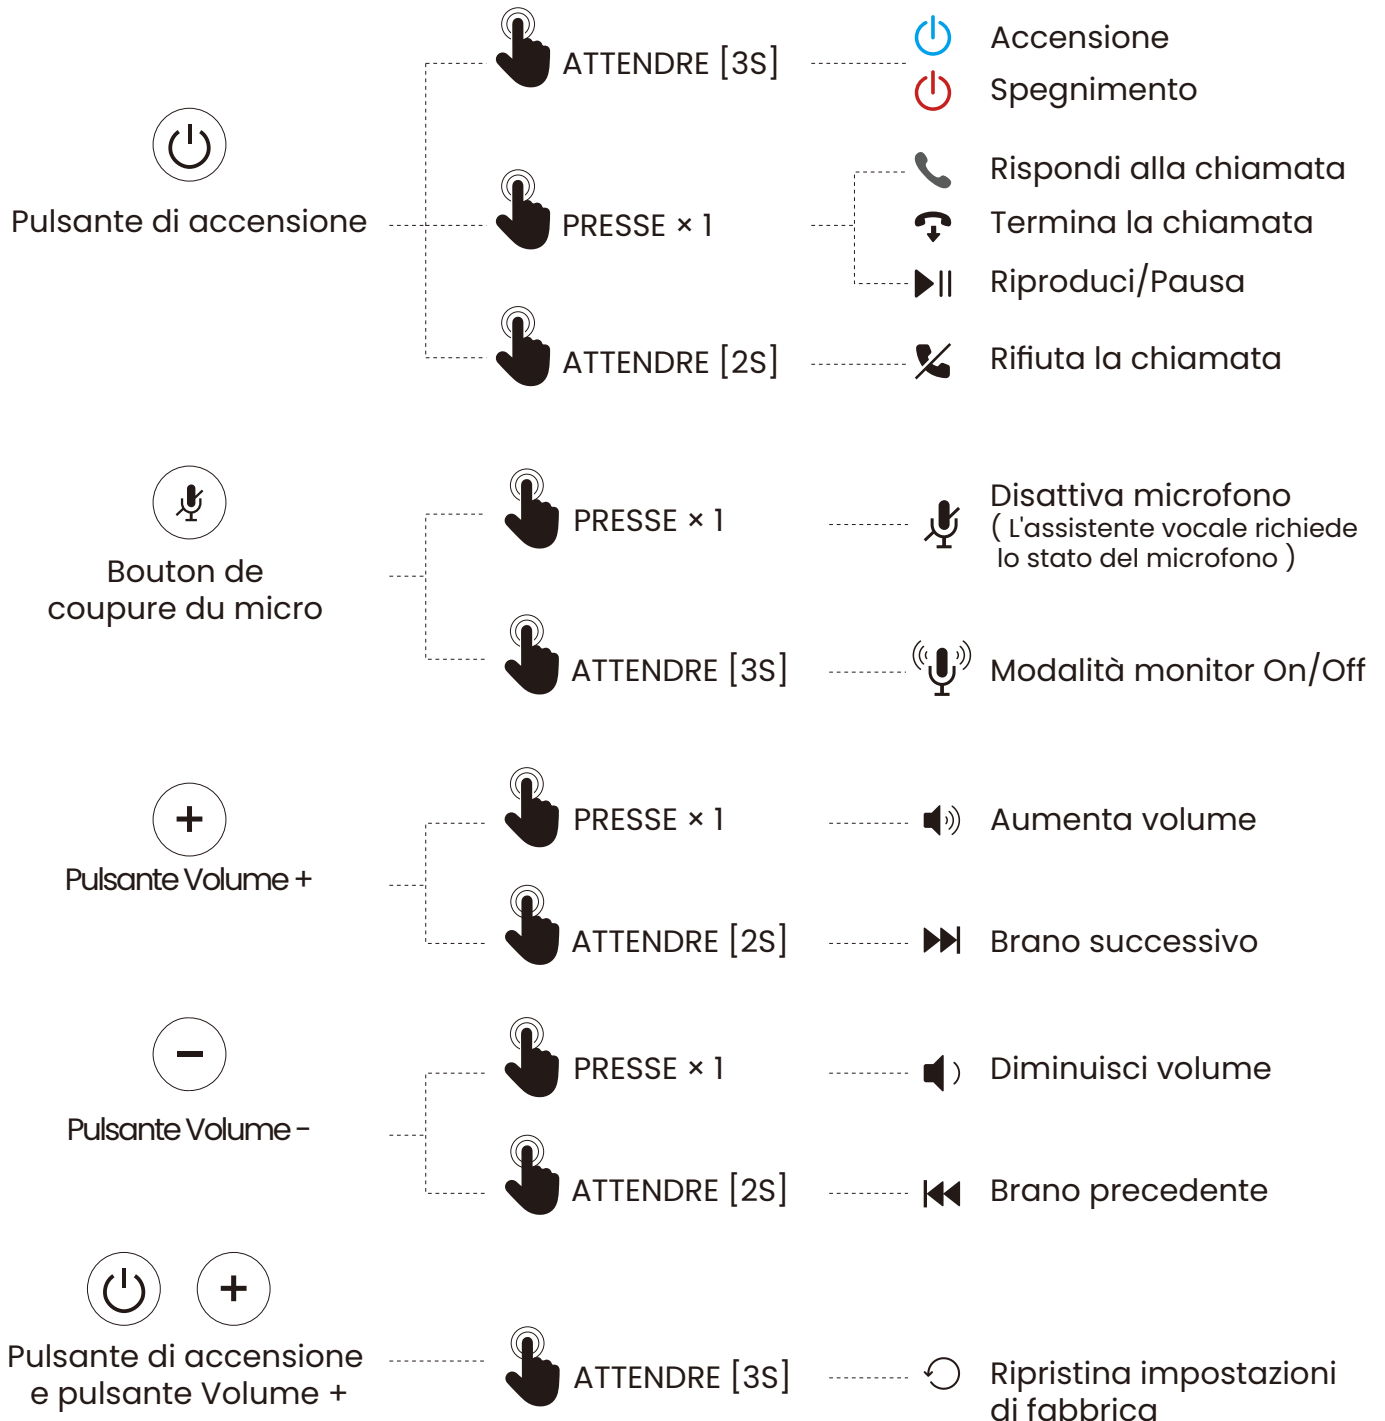 ATTENDRE [3S]
Accensione
Spegnimento
Pulsante di accensione
PRESSE × 1
Rispondi alla chiamata
Termina la chiamata
Riproduci/Pausa
ATTENDRE [2S]
Rifiuta la chiamata
Bouton de
coupure du micro
PRESSE × 1
Disattiva microfono
( L'assistente vocale richiede
lo stato del microfono )
ATTENDRE [3S]
Modalità monitor On/Off
Pulsante Volume +
PRESSE × 1
Aumenta volume
ATTENDRE [2S]
Brano successivo
Pulsante Volume -
PRESSE × 1
Diminuisci volume
ATTENDRE [2S]
Brano precedente
Pulsante di accensione
e pulsante Volume +
ATTENDRE [3S]
Ripristina impostazioni
di fabbrica